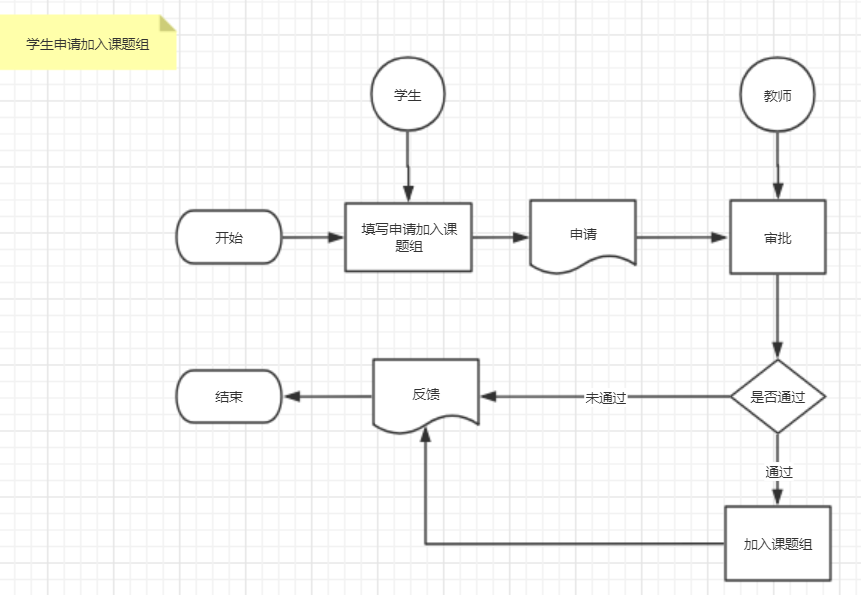 学生申请加入课题组
学生
教师
开始
填写申请加入课
题组
申请
审批
结束
反馈
未通过
是否通过
通过
加入课题组